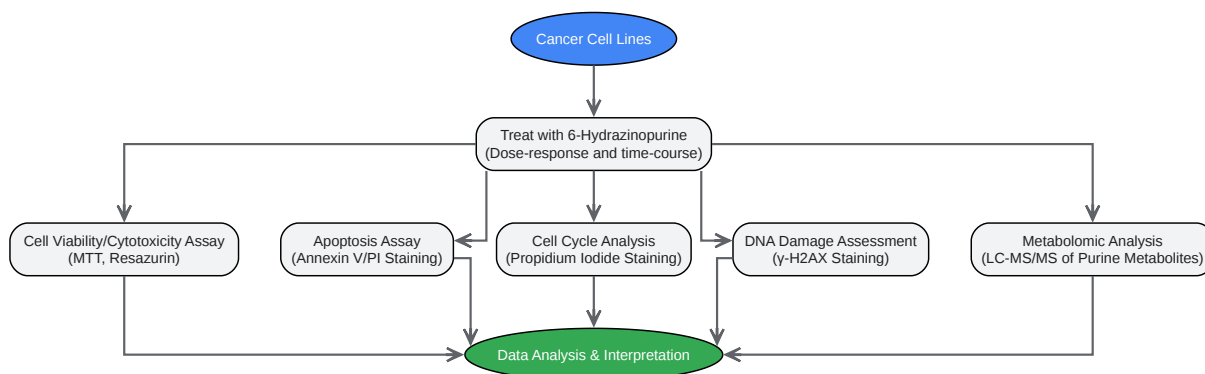 Cancer Cell Lines
Treat with 6-Hydrazinopurine
(Dose-response and time-course)
Cell Viability/Cytotoxicity Assay
(MTT, Resazurin)
Apoptosis Assay
(Annexin V/PI Staining)
Cell Cycle Analysis
(Propidium Iodide Staining)
DNA Damage Assessment
(γ-H2AX Staining)
Metabolomic Analysis
(LC-MS/MS of Purine Metabolites)
Data Analysis & Interpretation